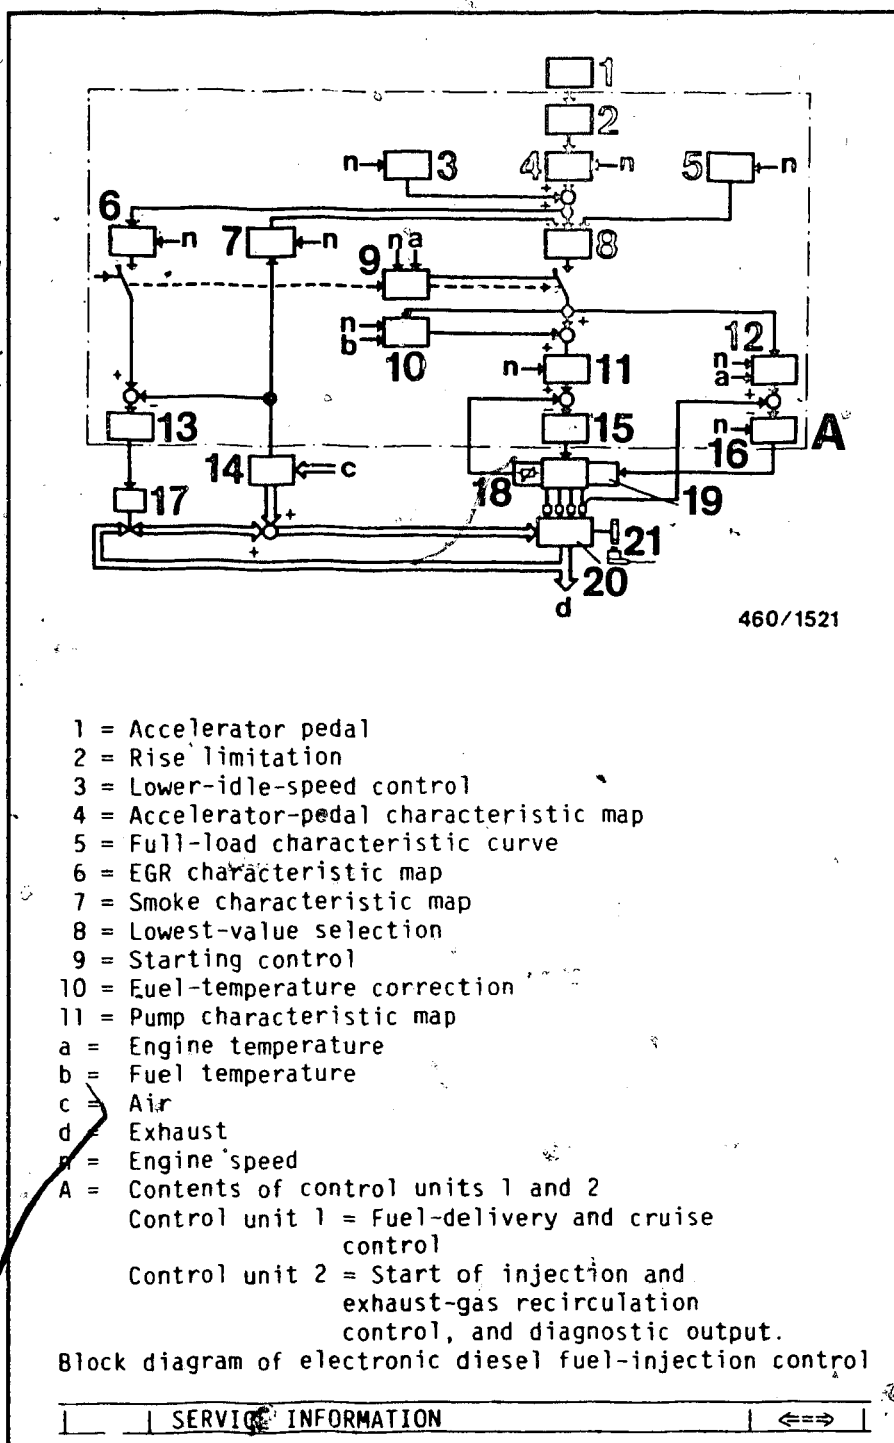 1
2
n 3 4 n 5 n
+
+
6 n 7 n 8
9 n a
+
n
b 10 12
n
a
+ n 11
+ - + + -
13 15 n 16 A
14 c 18 19
17
+
+ 21
20
d
460/1521
1 = Accelerator pedal
2 = Rise limitation
3 = Lower-idle-speed control
4 = Accelerator-pedal characteristic map
5 = Full-load characteristic curve
6 = EGR characteristic map
7 = Smoke characteristic map
8 = Lowest-value selection
9 = Starting control
10 = Fuel-temperature correction
11 = Pump characteristic map
a = Engine temperature
b = Fuel temperature
c = Air
d = Exhaust
n = Engine speed
A = Contents of control units 1 and 2
Control unit 1 = Fuel-delivery and cruise
control
Control unit 2 = Start of injection and
exhaust-gas recirculation
control, and diagnostic output.
Block diagram of electronic diesel fuel-injection control
SERVICE INFORMATION <==>